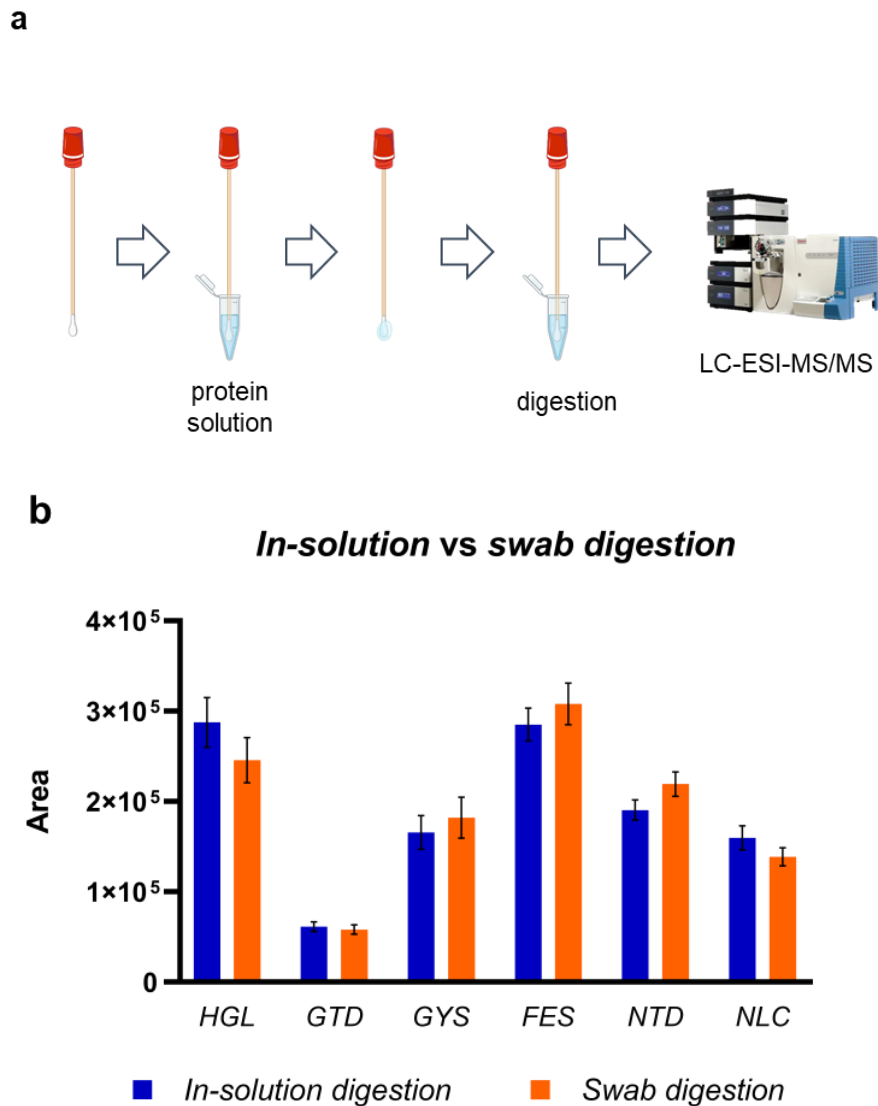 a
protein
solution
digestion
LC-ESI-MS/MS
b
In-solution vs swab digestion
4×10⁵
3×10⁵
2×10⁵
1×10⁵
0
Area
HGL GTD GYS FES NTD NLC
In-solution digestion Swab digestion